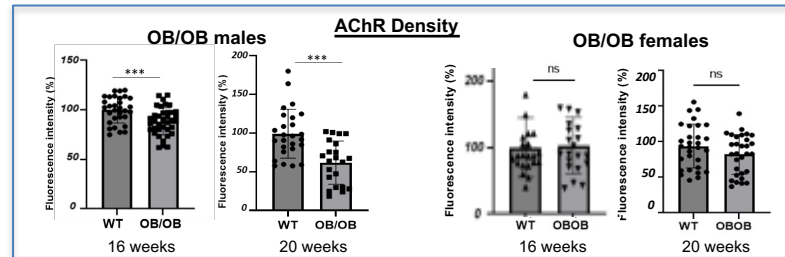 AChR Density
OB/OB males
OB/OB females
Fluorescence intensity (%)
150
100
50
0
***
WT OB/OB
16 weeks
Fluorescence intensity (%)
200
150
100
50
0
***
WT OB/OB
20 weeks
Fluorescence intensity (%)
200
100
0
ns
WT OBOB
16 weeks
Fluorescence intensity (%)
200
150
100
50
0
ns
WT OBOB
20 weeks